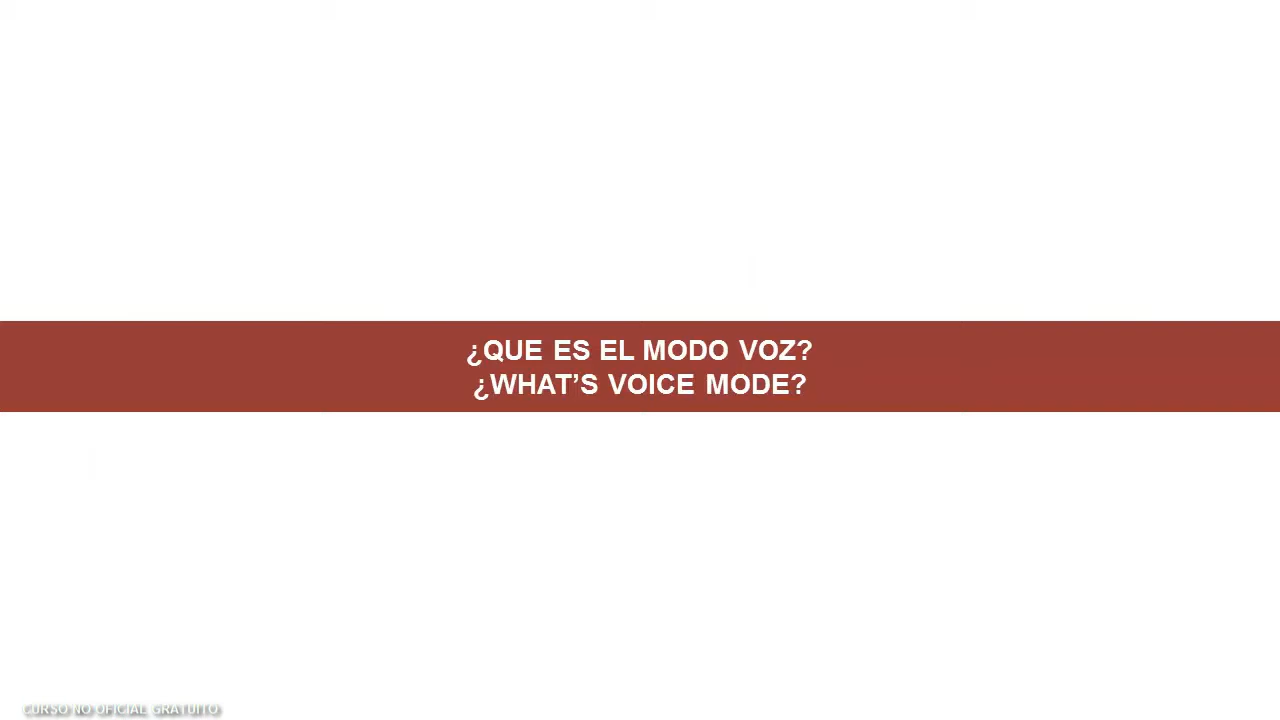 ¿QUE ES EL MODO VOZ?
¿WHAT’S VOICE MODE?
CURSO NO OFICIAL GRATUITO